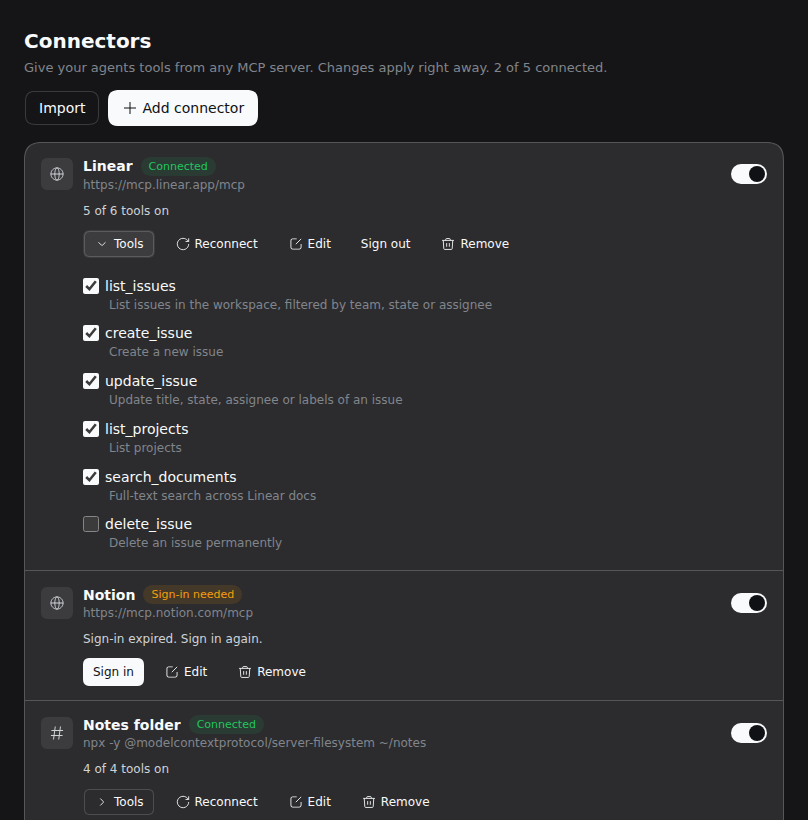 Connectors
Give your agents tools from any MCP server. Changes apply right away. 2 of 5 connected.
Import
Add connector
Linear Connected
https://mcp.linear.app/mcp
5 of 6 tools on
Tools Reconnect Edit Sign out Remove
list_issues
List issues in the workspace, filtered by team, state or assignee
create_issue
Create a new issue
update_issue
Update title, state, assignee or labels of an issue
list_projects
List projects
search_documents
Full-text search across Linear docs
delete_issue
Delete an issue permanently
Notion Sign-in needed
https://mcp.notion.com/mcp
Sign-in expired. Sign in again.
Sign in Edit Remove
Notes folder Connected
npx -y @modelcontextprotocol/server-filesystem ~/notes
4 of 4 tools on
Tools Reconnect Edit Remove